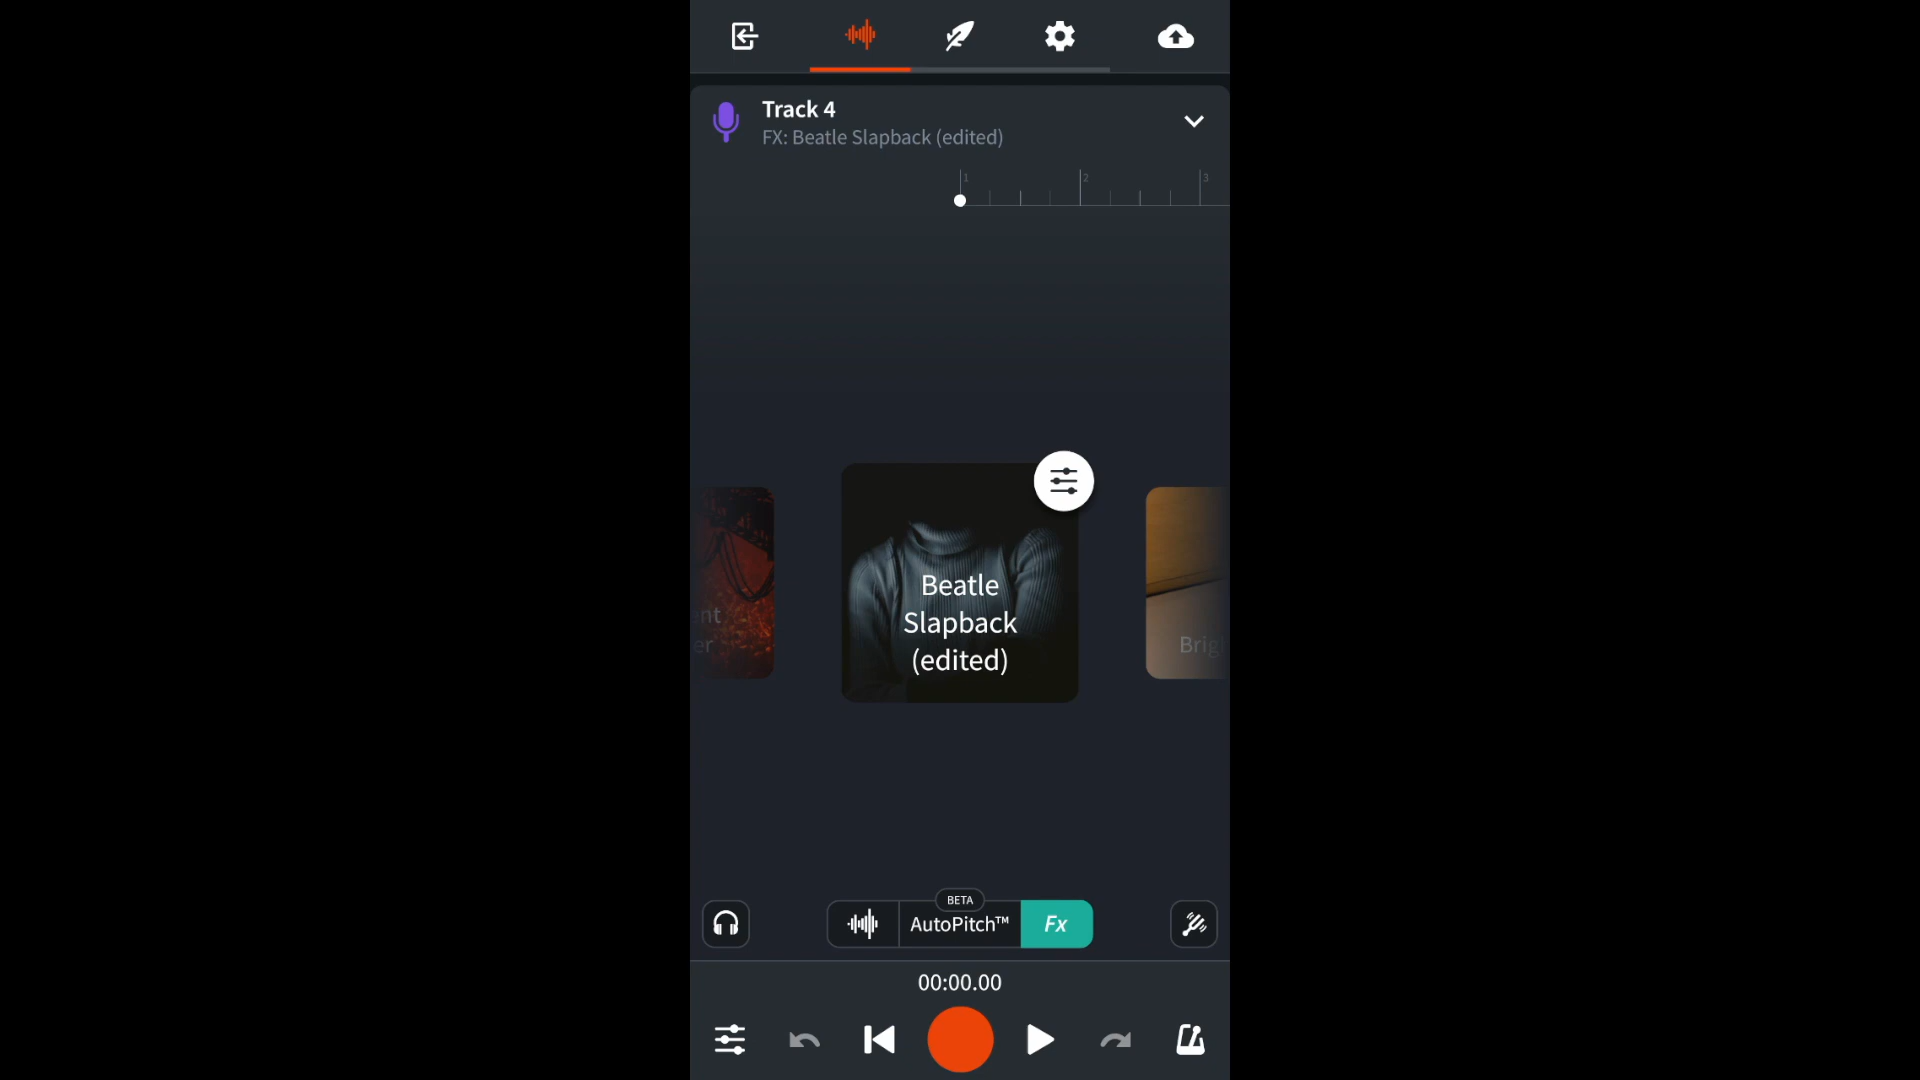 Track 4
FX: Beatle Slapback (edited)
1 2 3
Beatle
Slapback
(edited)
BETA
AutoPitch™
Fx
00:00.00